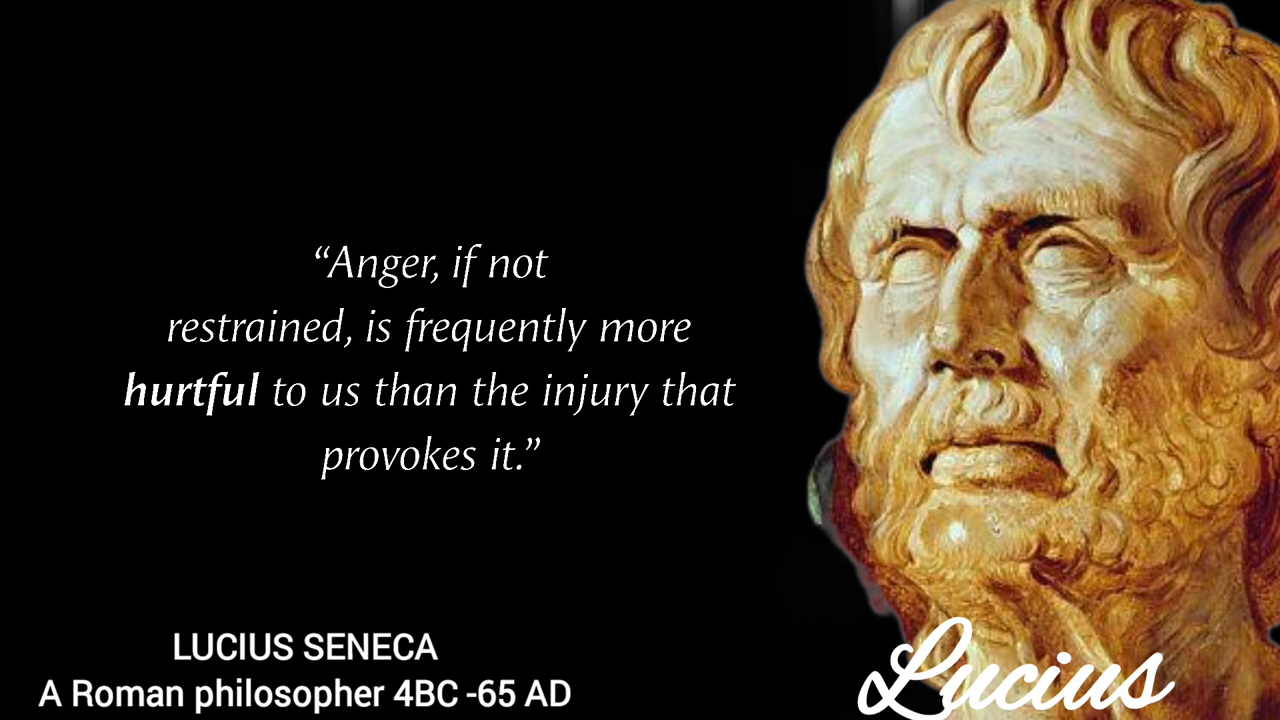 “Anger, if not
restrained, is frequently more
hurtful to us than the injury that
provokes it.”
LUCIUS SENECA
A Roman philosopher 4BC -65 AD
Lucius